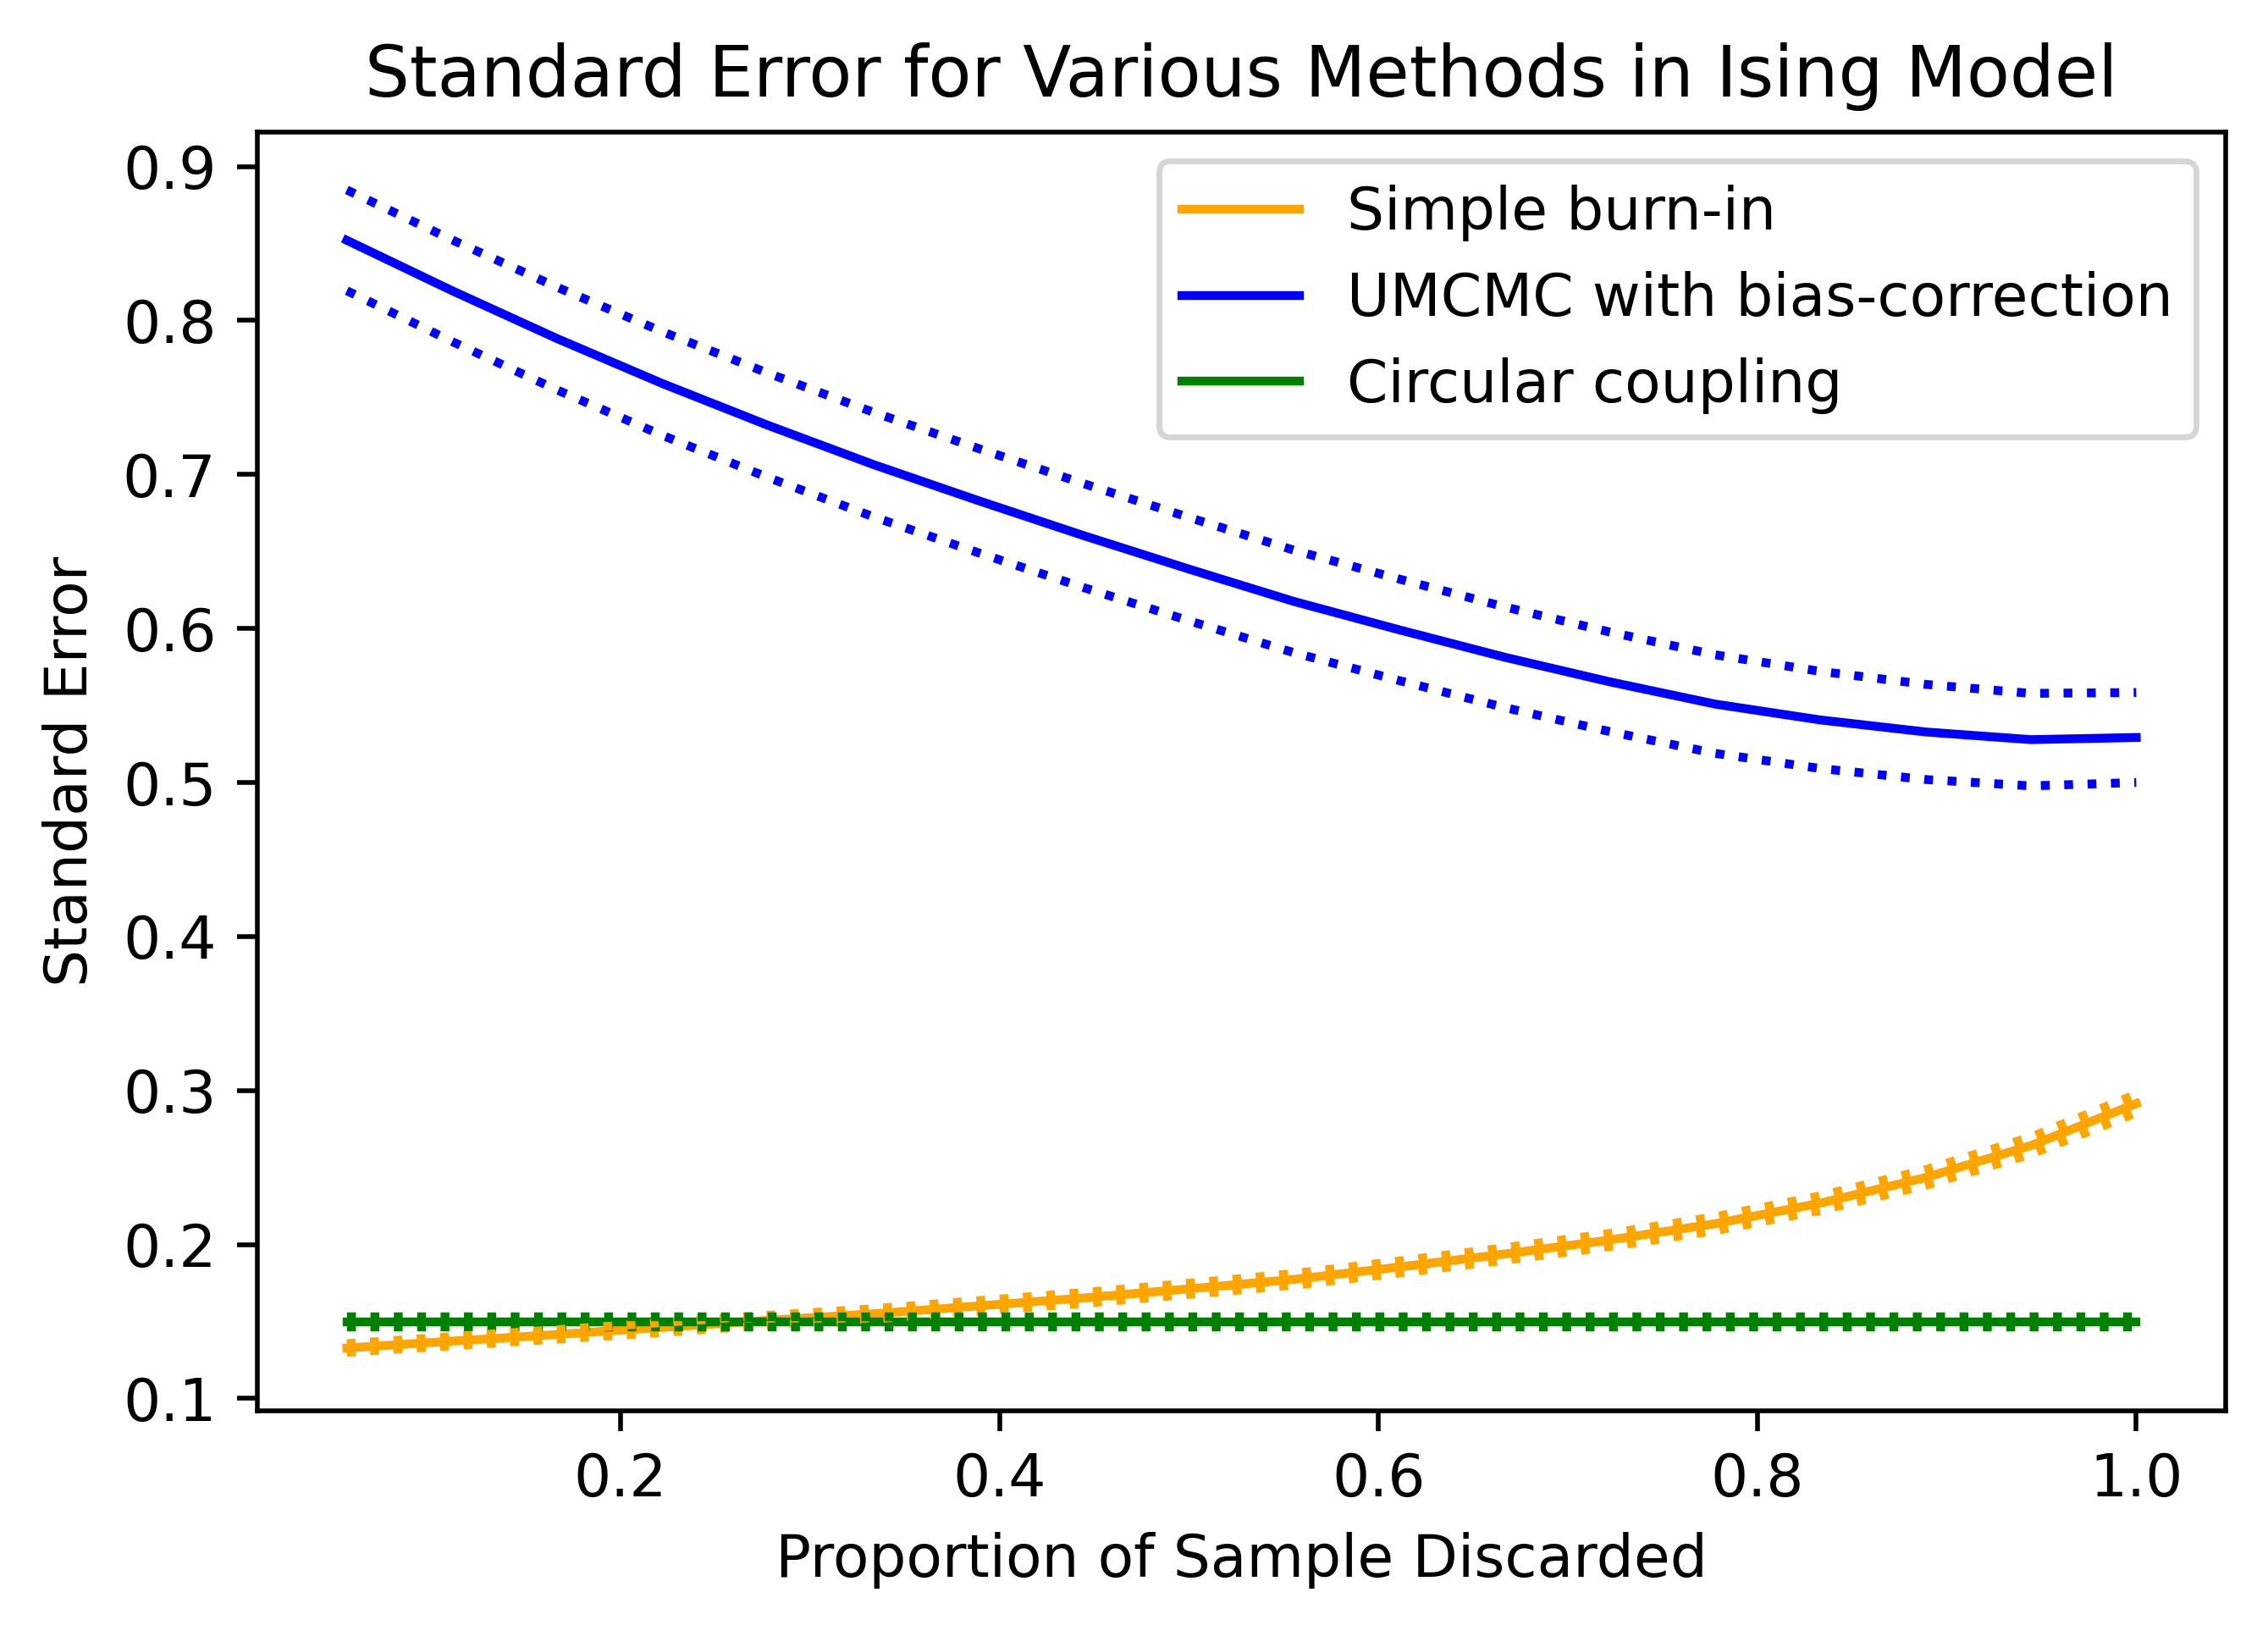 Standard Error for Various Methods in Ising Model
Simple burn-in
UMCMC with bias-correction
Circular coupling
Standard Error
0.9
0.8
0.7
0.6
0.5
0.4
0.3
0.2
0.1
0.2 0.4 0.6 0.8 1.0
Proportion of Sample Discarded